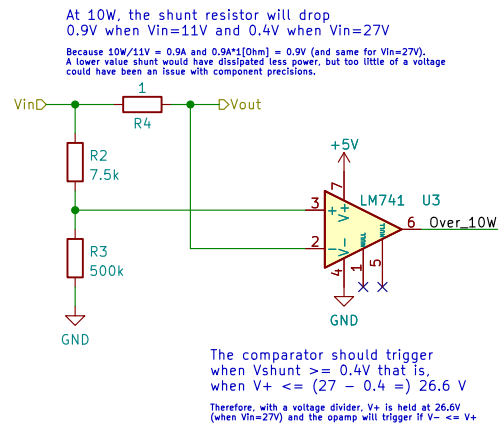 At 10W, the shunt resistor will drop
0.9V when Vin=11V and 0.4V when Vin=27V
Because 10W/11V = 0.9A and 0.9A*1[Ohm] = 0.9V (and same for Vin=27V).
A lower value shunt would have dissipated less power, but too little of a voltage
could have been an issue with component precisions.
1
Vin
Vout
R4
+5V
R2
7.5k
7
LM741 U3
3
+
V+
6
Over_10W
2
-
V-
NULL
NULL
R3
500k
4
1
5
GND
GND
The comparator should trigger
when Vshunt >= 0.4V that is,
when V+ <= (27 - 0.4 =) 26.6 V
Therefore, with a voltage divider, V+ is held at 26.6V
(when Vin=27V) and the opamp will trigger if V- <= V+